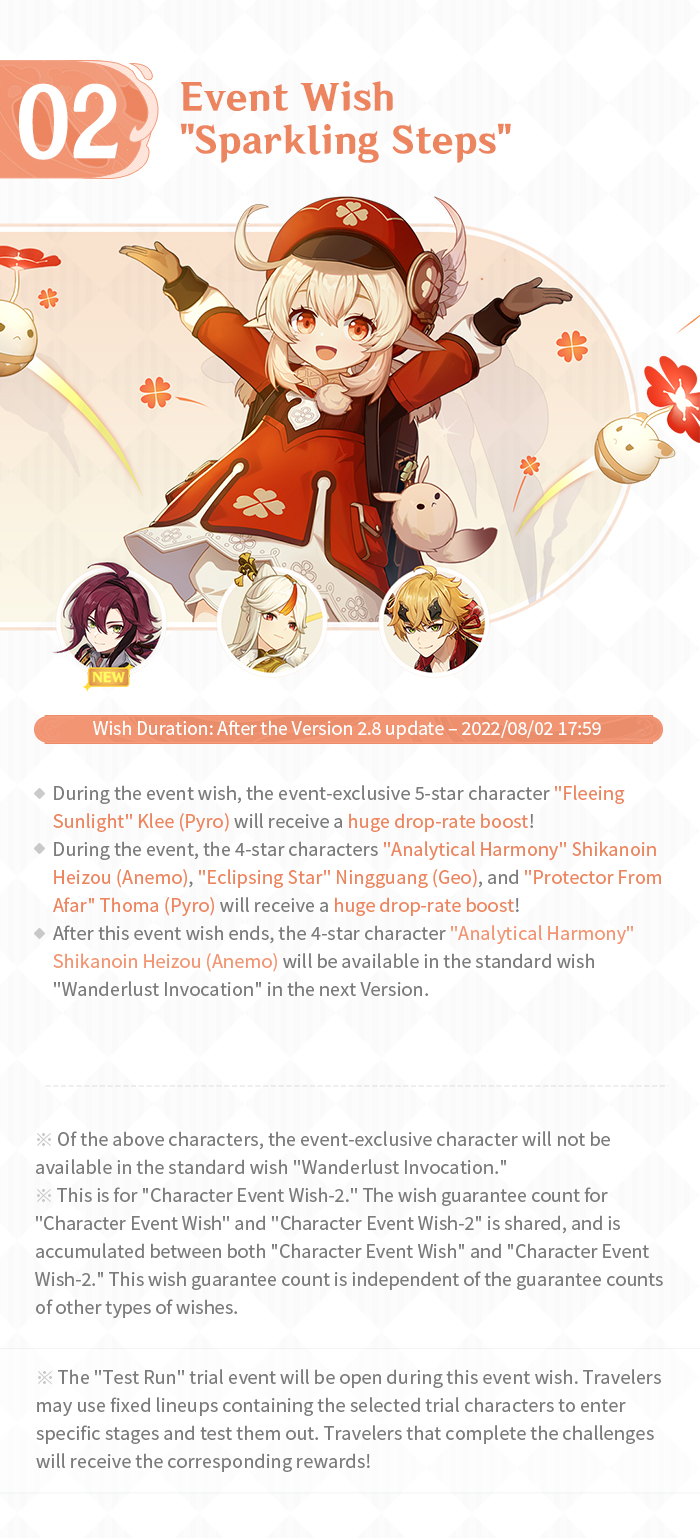 02
Event Wish
"Sparkling Steps"
NEW
Wish Duration: After the Version 2.8 update – 2022/08/02 17:59
During the event wish, the event-exclusive 5-star character "Fleeing
Sunlight" Klee (Pyro) will receive a huge drop-rate boost!
During the event, the 4-star characters "Analytical Harmony" Shikanoin
Heizou (Anemo), "Eclipsing Star" Ningguang (Geo), and "Protector From
Afar" Thoma (Pyro) will receive a huge drop-rate boost!
After this event wish ends, the 4-star character "Analytical Harmony"
Shikanoin Heizou (Anemo) will be available in the standard wish
"Wanderlust Invocation" in the next Version.
※ Of the above characters, the event-exclusive character will not be
available in the standard wish "Wanderlust Invocation."
※ This is for "Character Event Wish-2." The wish guarantee count for
"Character Event Wish" and "Character Event Wish-2" is shared, and is
accumulated between both "Character Event Wish" and "Character Event
Wish-2." This wish guarantee count is independent of the guarantee counts
of other types of wishes.
※ The "Test Run" trial event will be open during this event wish. Travelers
may use fixed lineups containing the selected trial characters to enter
specific stages and test them out. Travelers that complete the challenges
will receive the corresponding rewards!